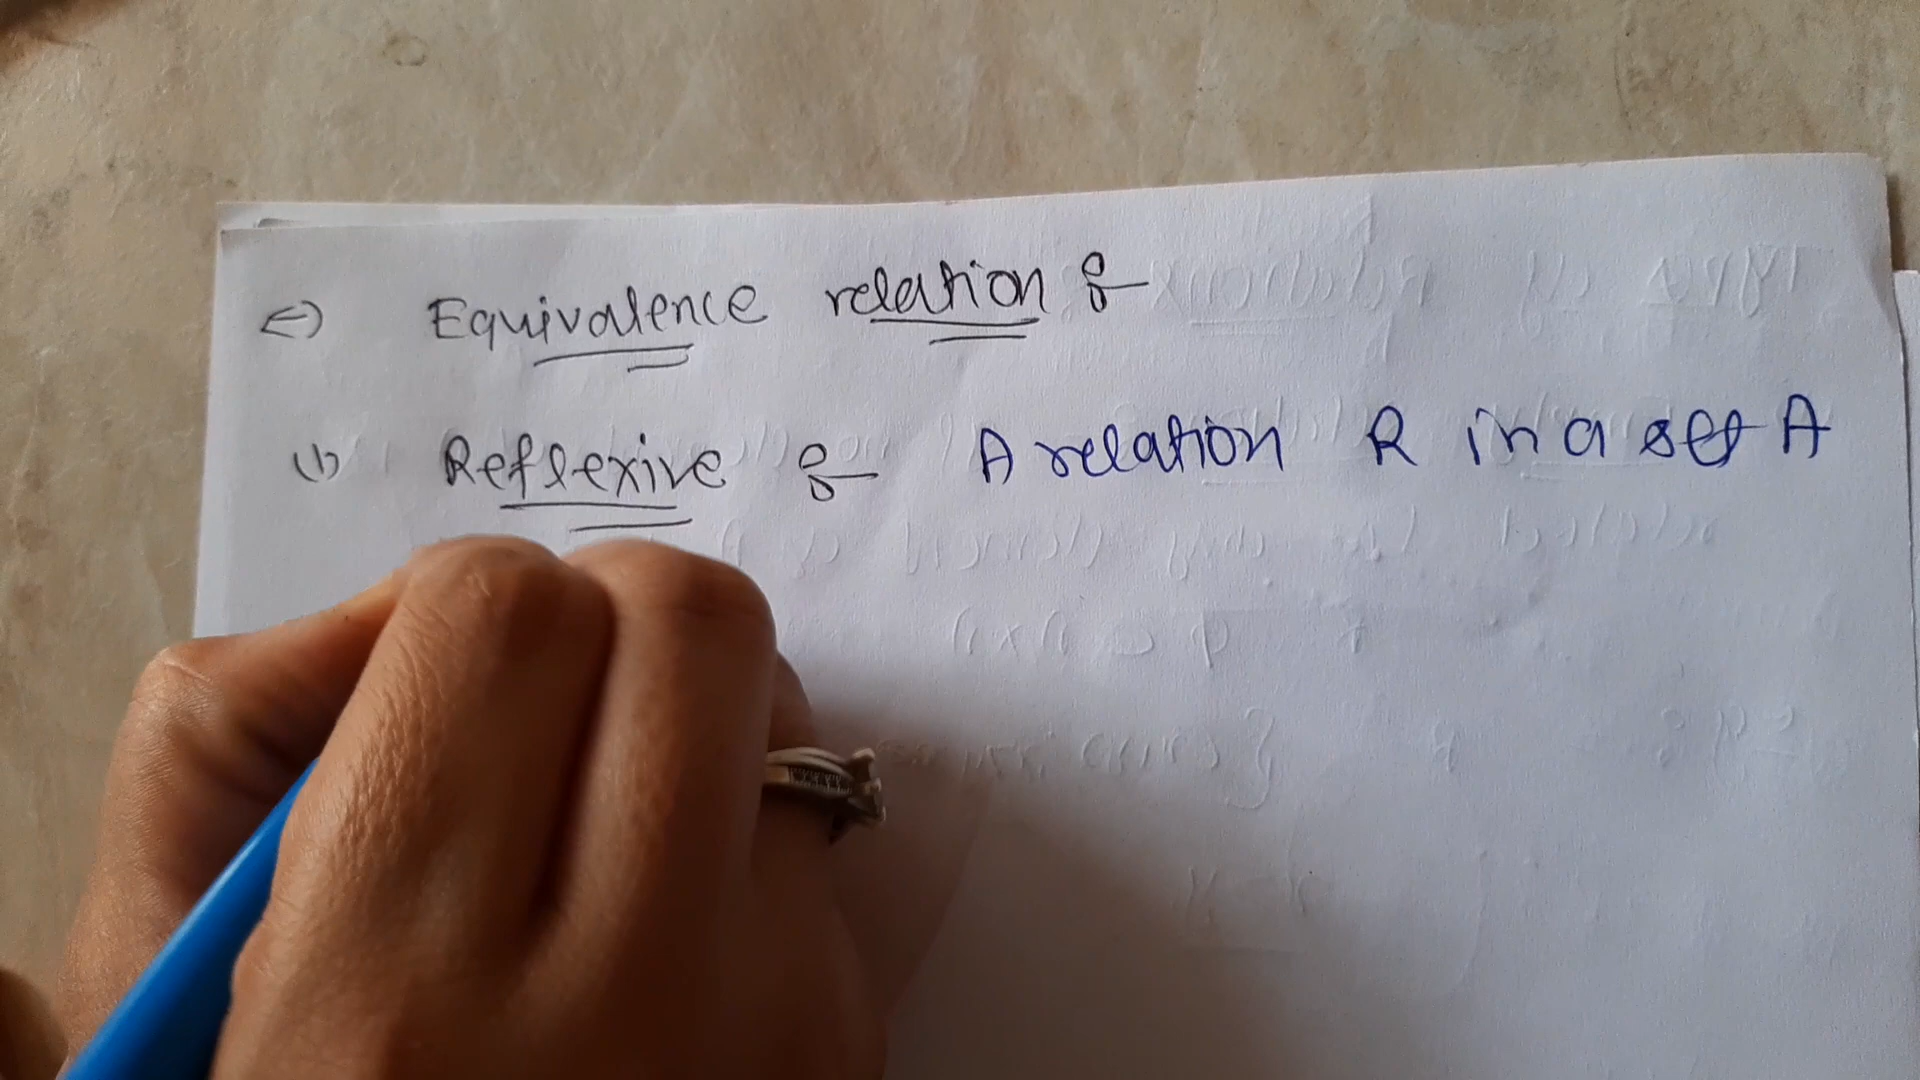 ⇔ Equivalence relation :-
(1) Reflexive :- A relation R in a set A